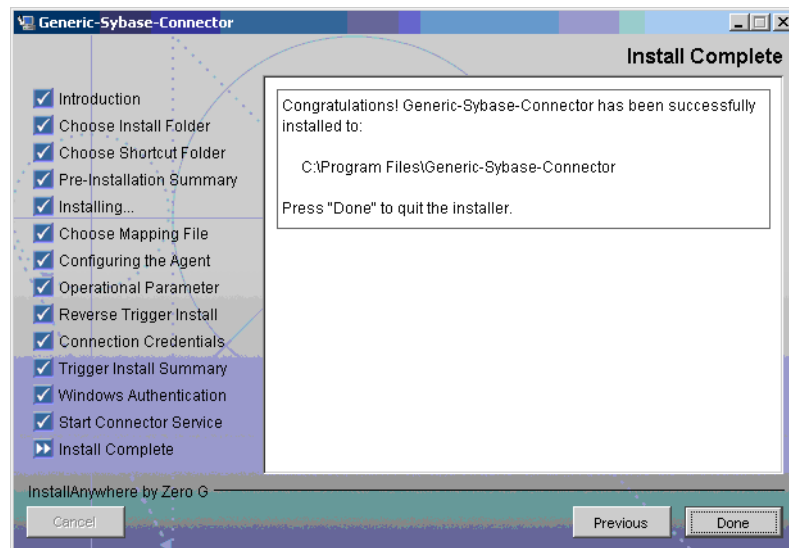 Generic-Sybase-Connector
Install Complete
Introduction
Choose Install Folder
Choose Shortcut Folder
Pre-Installation Summary
Installing...
Choose Mapping File
Configuring the Agent
Operational Parameter
Reverse Trigger Install
Connection Credentials
Trigger Install Summary
Windows Authentication
Start Connector Service
Install Complete
Congratulations! Generic-Sybase-Connector has been successfully
installed to:
C:\Program Files\Generic-Sybase-Connector
Press "Done" to quit the installer.
InstallAnywhere by Zero G
Cancel
Previous
Done